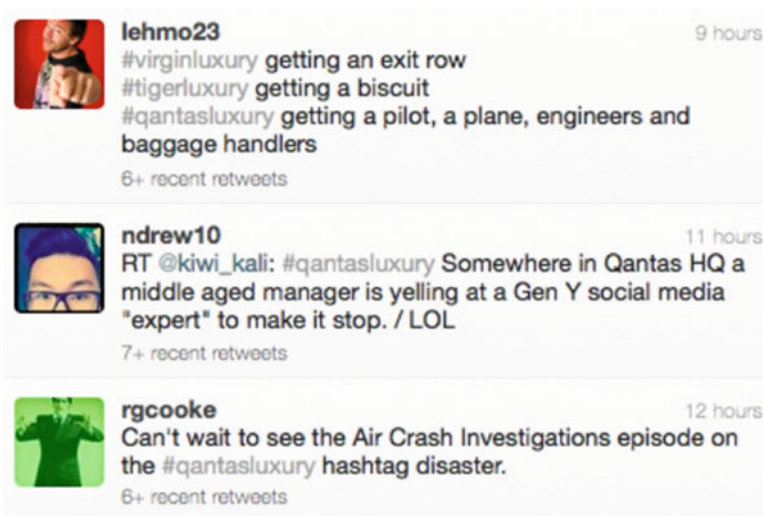 lehmo23 9 hours
#virginluxury getting an exit row
#tigerluxury getting a biscuit
#qantasluxury getting a pilot, a plane, engineers and
baggage handlers
6+ recent retweets
ndrew10 11 hours
RT @kiwi_kali: #qantasluxury Somewhere in Qantas HQ a
middle aged manager is yelling at a Gen Y social media
"expert" to make it stop. / LOL
7+ recent retweets
rgcooke 12 hours
Can't wait to see the Air Crash Investigations episode on
the #qantasluxury hashtag disaster.
6+ recent retweets